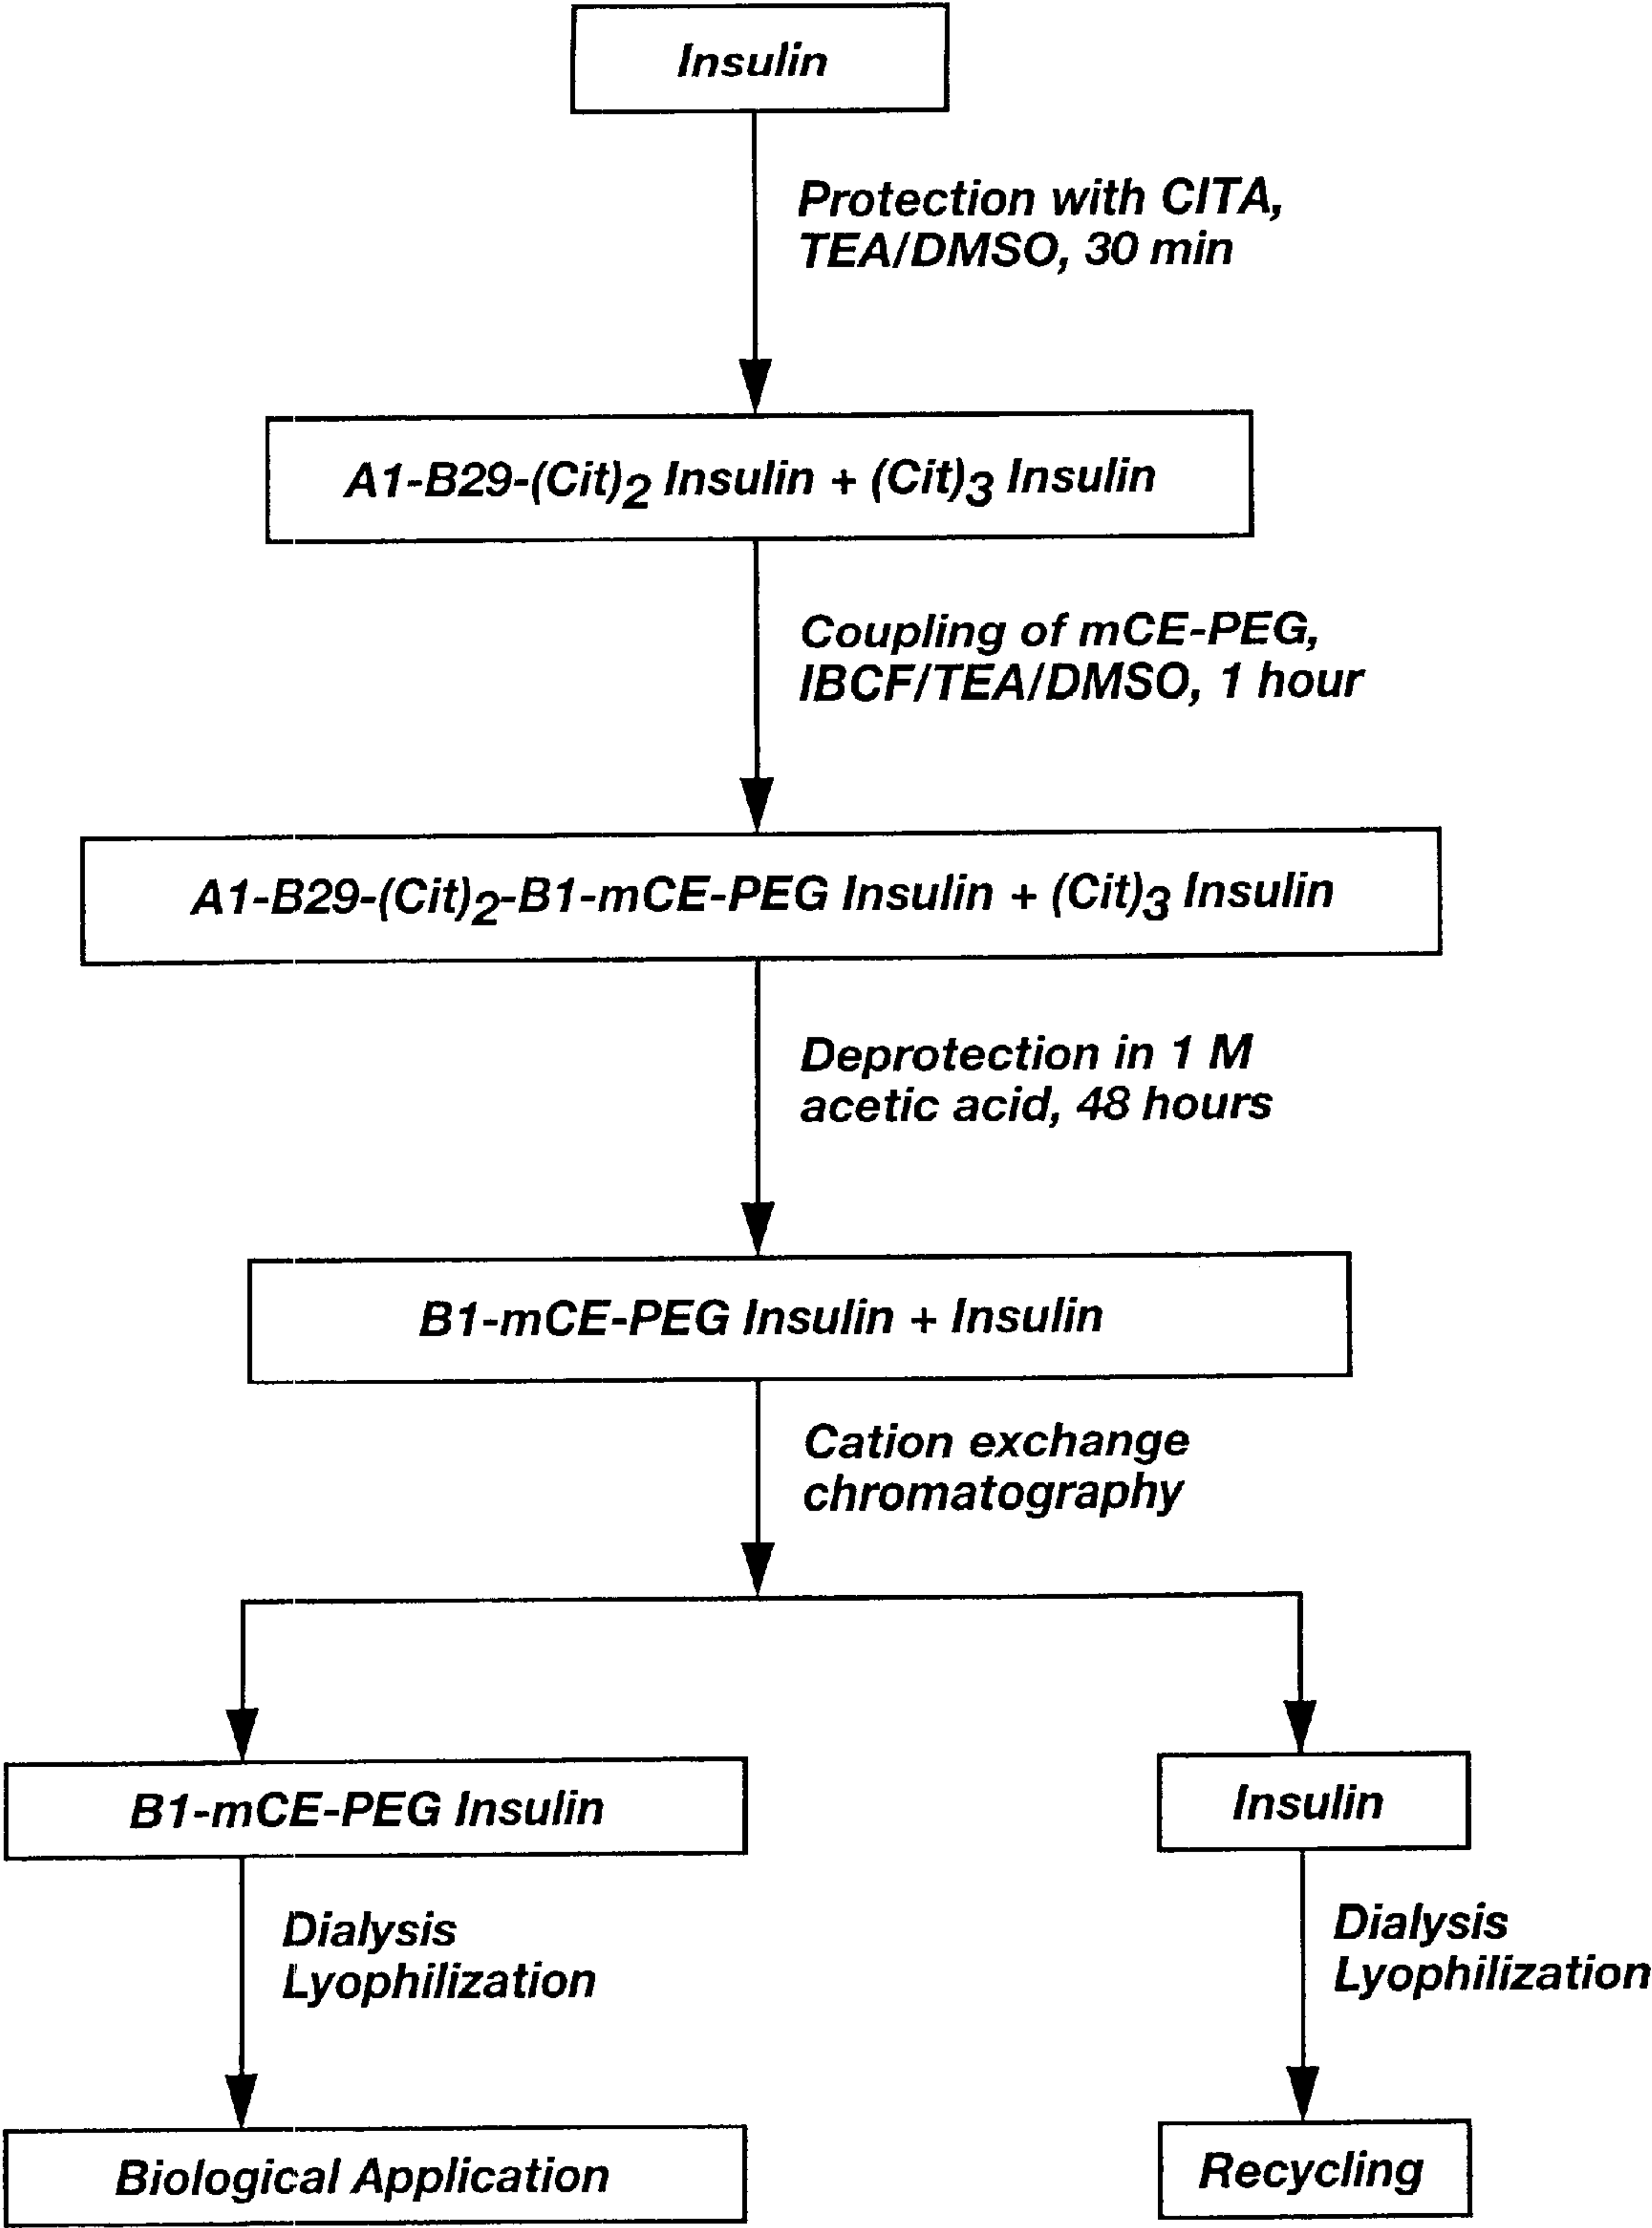 Insulin
Protection with CITA,
TEA/DMSO, 30 min
A1-B29-(Cit)2 Insulin + (Cit)3 Insulin
Coupling of mCE-PEG,
IBCF/TEA/DMSO, 1 hour
A1-B29-(Cit)2-B1-mCE-PEG Insulin + (Cit)3 Insulin
Deprotection in 1 M
acetic acid, 48 hours
B1-mCE-PEG Insulin + Insulin
Cation exchange
chromatography
B1-mCE-PEG Insulin
Insulin
Dialysis
Lyophilization
Dialysis
Lyophilization
Biological Application
Recycling